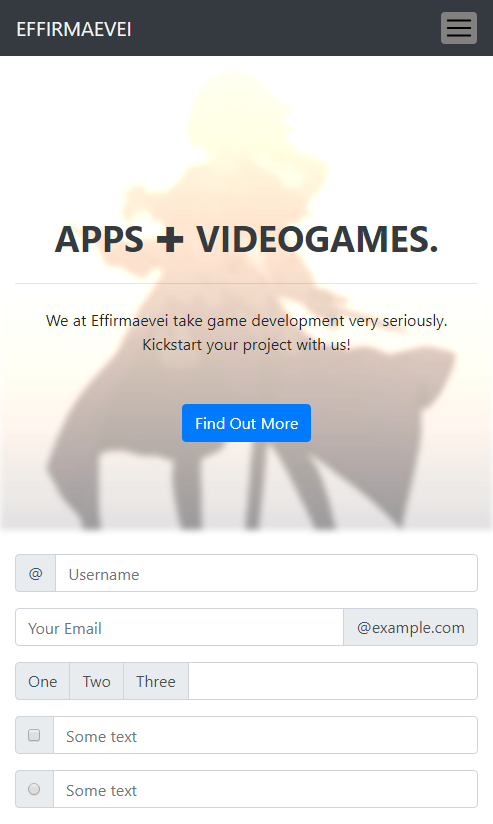 EFFIRMAEVEI
APPS + VIDEOGAMES.
We at Effirmaevei take game development very seriously.
Kickstart your project with us!
Find Out More
@ Username
Your Email @example.com
One Two Three
Some text
Some text